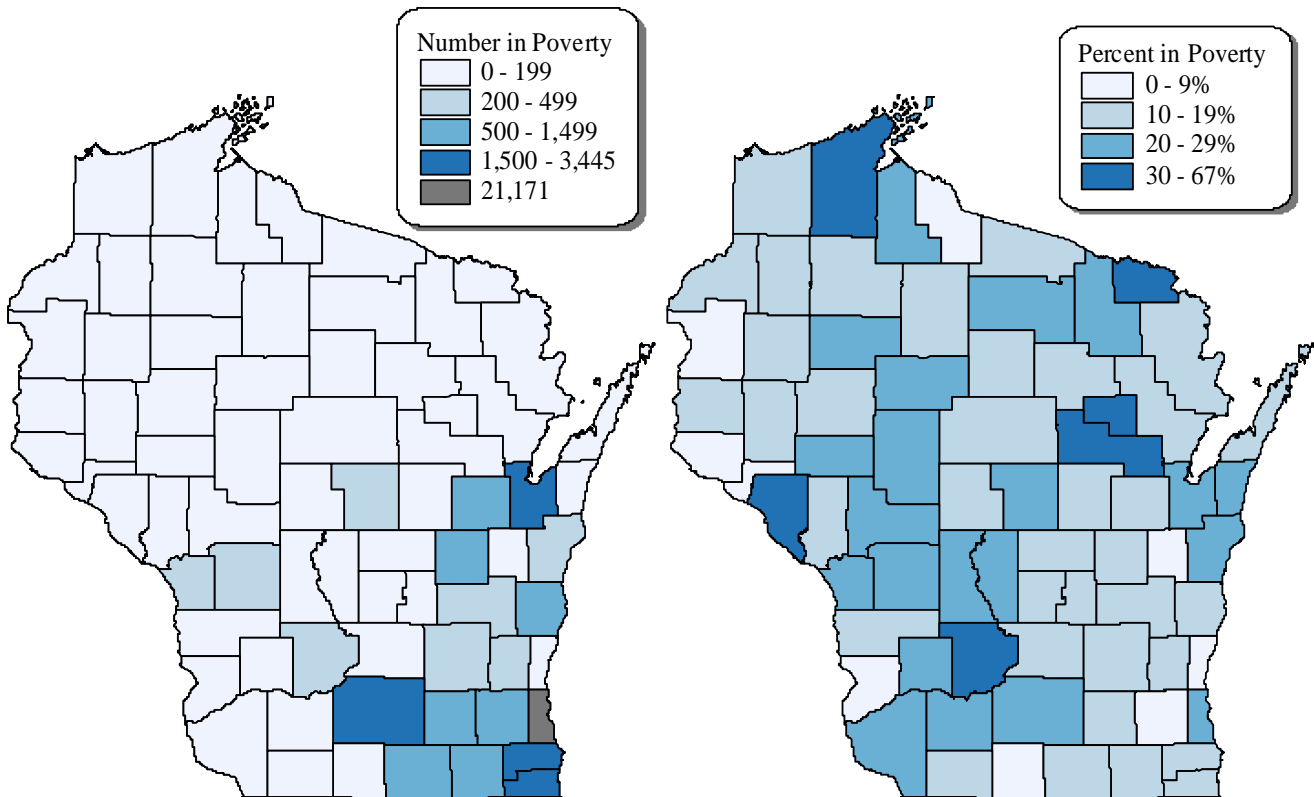 Number in Poverty
0 - 199
200 - 499
500 - 1,499
1,500 - 3,445
21,171
Percent in Poverty
0 - 9%
10 - 19%
20 - 29%
30 - 67%